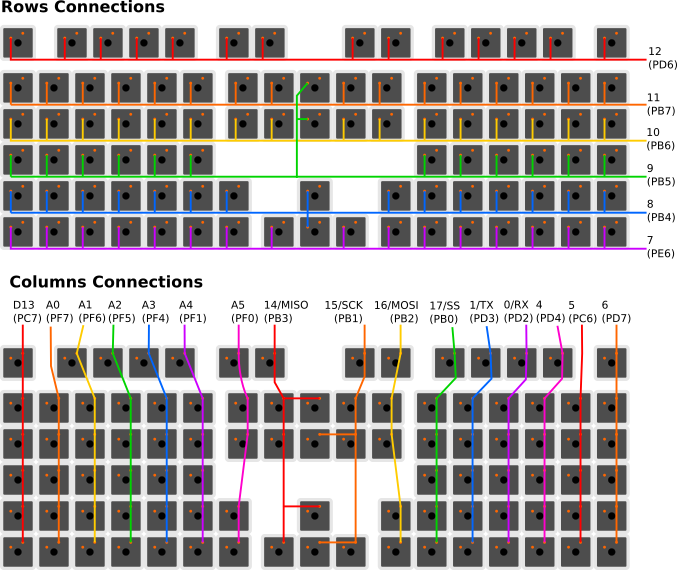 Rows Connections
12
(PD6)
11
(PB7)
10
(PB6)
9
(PB5)
8
(PB4)
7
(PE6)
Columns Connections
D13 A0 A1 A2 A3 A4 A5 14/MISO 15/SCK 16/MOSI 17/SS 1/TX 0/RX 4 5 6
(PC7) (PF7) (PF6) (PF5) (PF4) (PF1) (PF0) (PB3) (PB1) (PB2) (PB0) (PD3) (PD2) (PD4) (PC6) (PD7)